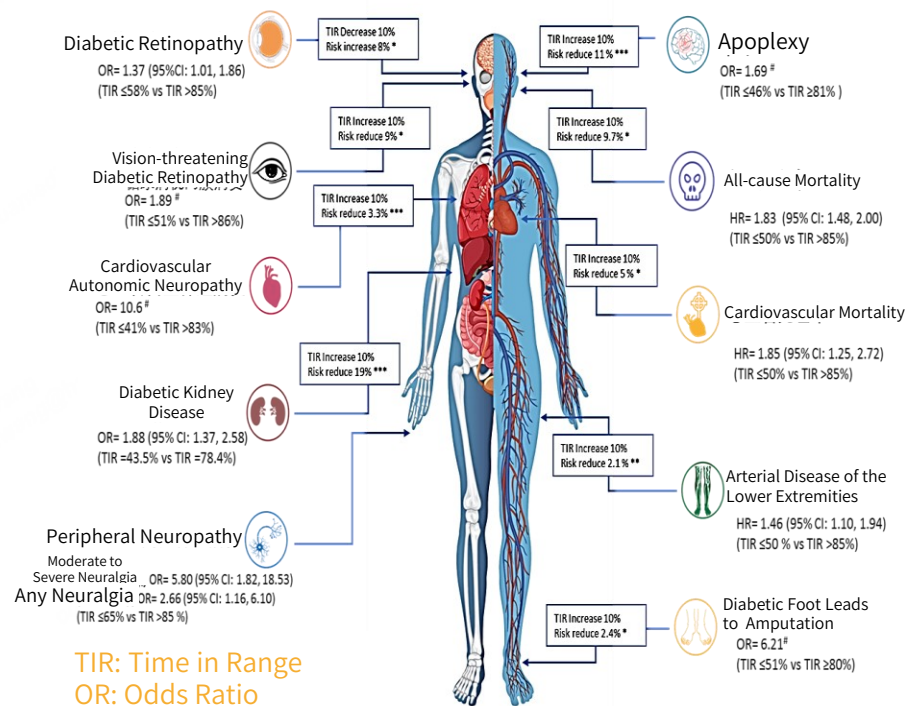 Diabetic Retinopathy
OR= 1.37 (95%CI: 1.01, 1.86)
(TIR ≤58% vs TIR >85%)
TIR Decrease 10%
Risk increase 8% *
Vision-threatening
Diabetic Retinopathy
OR= 1.89 #
(TIR ≤51% vs TIR >86%)
TIR Increase 10%
Risk reduce 9% *
Cardiovascular
Autonomic Neuropathy
OR= 10.6 #
(TIR ≤41% vs TIR >83%)
TIR Increase 10%
Risk reduce 3.3% ***
Diabetic Kidney
Disease
OR= 1.88 (95% CI: 1.37, 2.58)
(TIR =43.5% vs TIR =78.4%)
TIR Increase 10%
Risk reduce 19% ***
Peripheral Neuropathy
Moderate to
Severe Neuralgia
OR= 5.80 (95% CI: 1.82, 18.53)
Any Neuralgia OR= 2.66 (95% CI: 1.16, 6.10)
(TIR ≤65% vs TIR >85 %)
TIR: Time in Range
OR: Odds Ratio
TIR Increase 10%
Risk reduce 11% ***
Apoplexy
OR= 1.69 #
(TIR ≤46% vs TIR ≥81% )
TIR Increase 10%
Risk reduce 9.7% *
All-cause Mortality
HR= 1.83 (95% CI: 1.48, 2.00)
(TIR ≤50% vs TIR >85%)
TIR Increase 10%
Risk reduce 5 % *
Cardiovascular Mortality
HR= 1.85 (95% CI: 1.25, 2.72)
(TIR ≤50% vs TIR >85%)
TIR Increase 10%
Risk reduce 2.1 % **
Arterial Disease of the
Lower Extremities
HR= 1.46 (95% CI: 1.10, 1.94)
(TIR ≤50 % vs TIR >85%)
TIR Increase 10%
Risk reduce 2.4% *
Diabetic Foot Leads
to Amputation
OR= 6.21#
(TIR ≤51% vs TIR ≥80%)